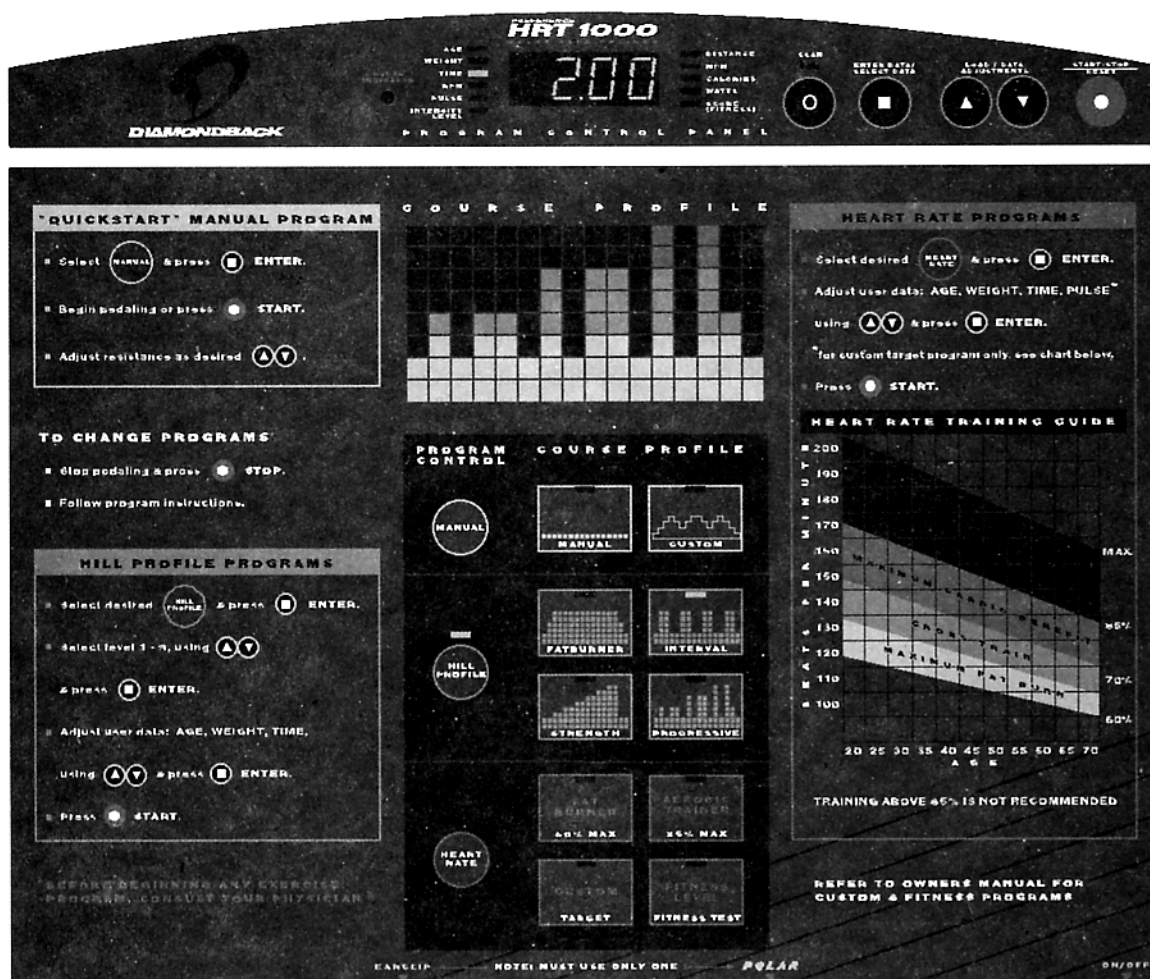 HRT 1000
AGE
WEIGHT
TIME
RPM
PULSE
INTENSITY
LEVEL
2:00
DISTANCE
MPH
CALORIES
WATTS
SCORE
(FITNESS)
SCAN
ENTER DATA/
SELECT DATA
LOAD / DATA
ADJUSTMENTS
START/STOP
RESET
DIAMONDBACK
PROGRAM CONTROL PANEL
"QUICKSTART" MANUAL PROGRAM
Select MANUAL & press ENTER.
Begin pedaling or press START.
Adjust resistance as desired .
TO CHANGE PROGRAMS
Stop pedaling & press STOP.
Follow program instructions.
HILL PROFILE PROGRAMS
Select desired HILL PROFILE & press ENTER.
Select level 1 - 9, using
& press ENTER.
Adjust user data: AGE, WEIGHT, TIME,
using & press ENTER.
Press START.
BEFORE BEGINNING ANY EXERCISE
PROGRAM, CONSULT YOUR PHYSICIAN
COURSE PROFILE
PROGRAM
CONTROL
COURSE PROFILE
MANUAL
MANUAL
CUSTOM
HILL
PROFILE
FATBURNER
INTERVAL
STRENGTH
PROGRESSIVE
HEART
RATE
FAT
BURNER
60% MAX
AEROBIC
TRAINER
85% MAX
CUSTOM
TARGET
FITNESS
LEVEL
FITNESS TEST
HEART RATE PROGRAMS
Select desired HEART RATE & press ENTER.
Adjust user data: AGE, WEIGHT, TIME, PULSE*
using & press ENTER.
*for custom target program only, see chart below.
Press START.
HEART RATE TRAINING GUIDE
BEATS PER MINUTE
200
190
180
170
160
150
140
130
120
110
100
MAX.
85%
70%
60%
MAXIMUM CARDIO BENEFIT
CROSS TRAIN
MAXIMUM FAT BURN
20 25 30 35 40 45 50 55 60 65 70
AGE
TRAINING ABOVE 85% IS NOT RECOMMENDED
REFER TO OWNERS MANUAL FOR
CUSTOM & FITNESS PROGRAMS
EARCLIP NOTE: MUST USE ONLY ONE POLAR
ON/OFF